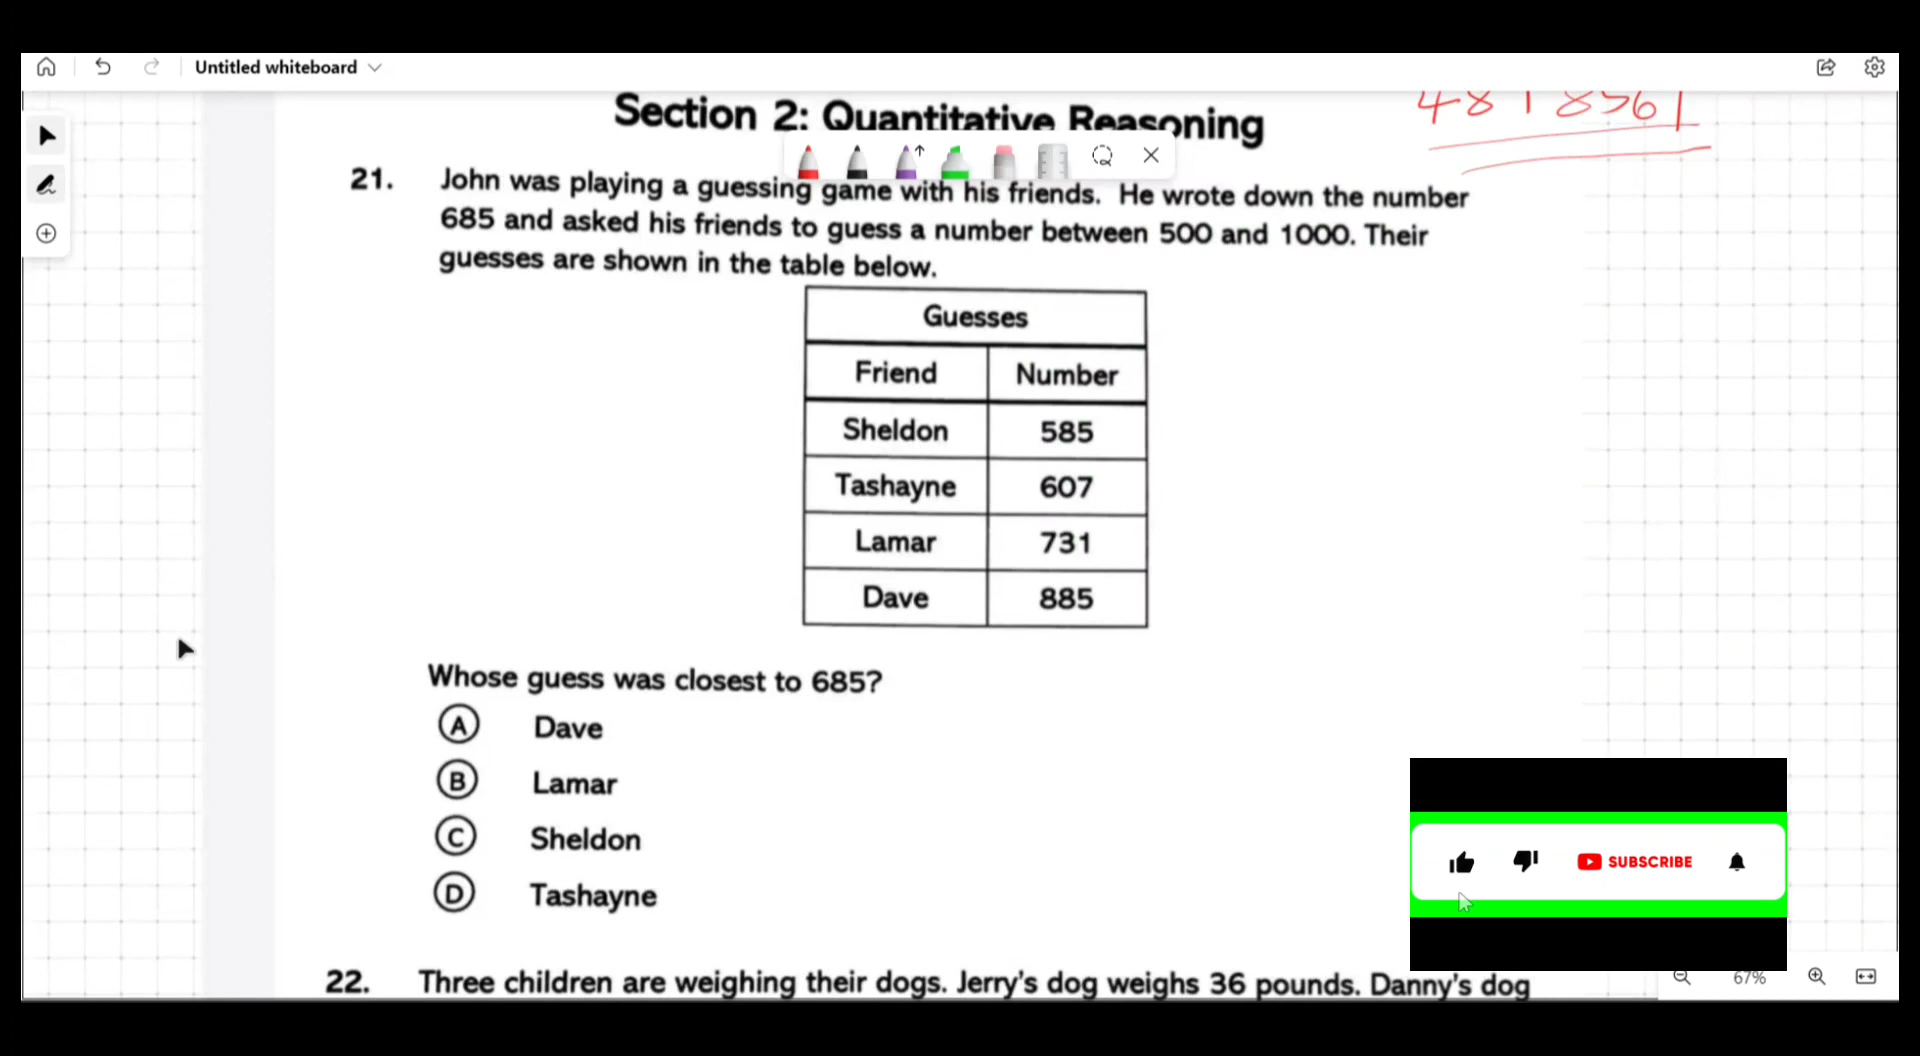 Untitled whiteboard
Section 2: Quantitative Reasoning
21. John was playing a guessing game with his friends. He wrote down the number
685 and asked his friends to guess a number between 500 and 1000. Their
guesses are shown in the table below.
Guesses
Friend Number
Sheldon 585
Tashayne 607
Lamar 731
Dave 885
Whose guess was closest to 685?
A Dave
B Lamar
C Sheldon
D Tashayne
SUBSCRIBE
22. Three children are weighing their dogs. Jerry's dog weighs 36 pounds. Danny's dog
67%